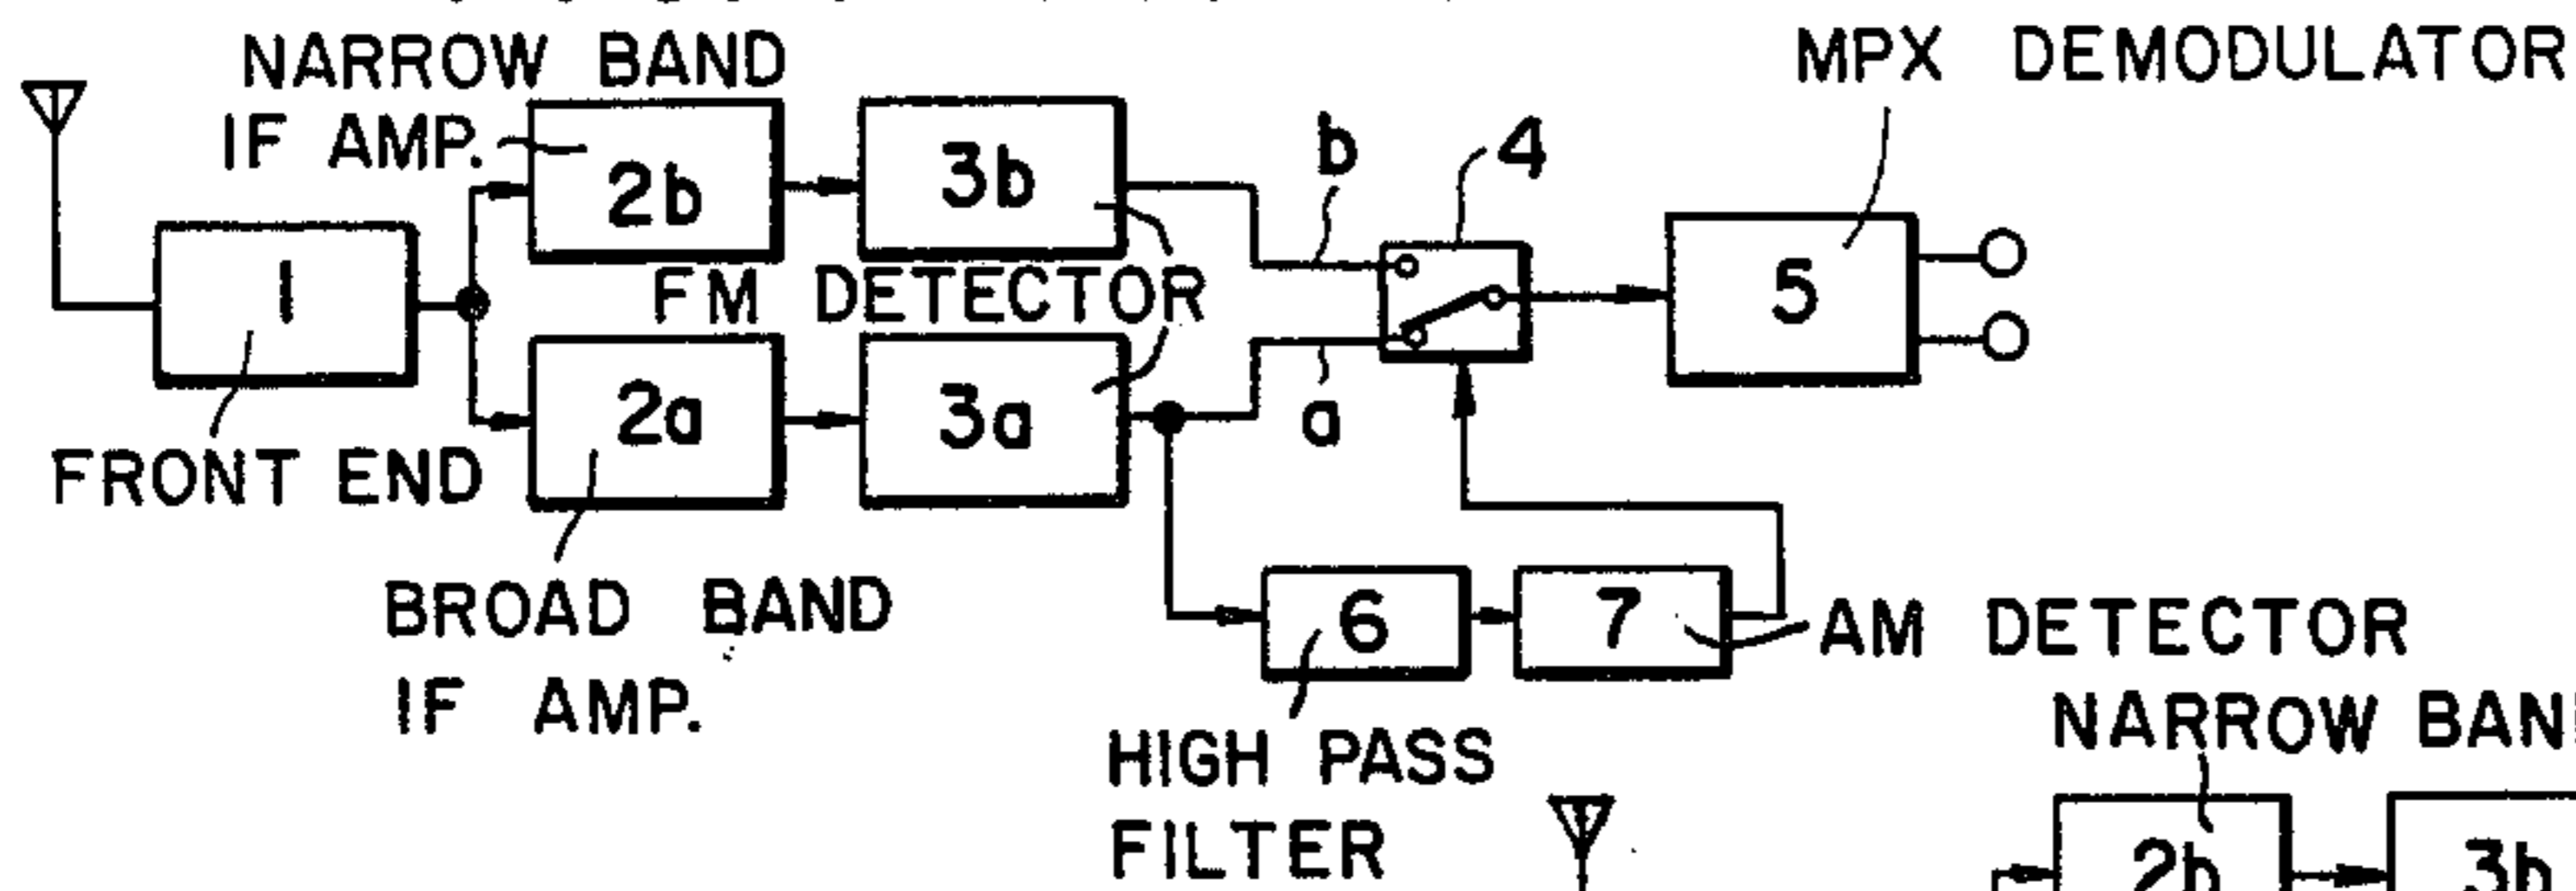 NARROW BAND
IF AMP.
MPX DEMODULATOR
2b
3b
b
4
1
FM DETECTOR
5
2a
3a
a
FRONT END
BROAD BAND
IF AMP.
6
7
AM DETECTOR
HIGH PASS
FILTER
NARROW
2b
3b